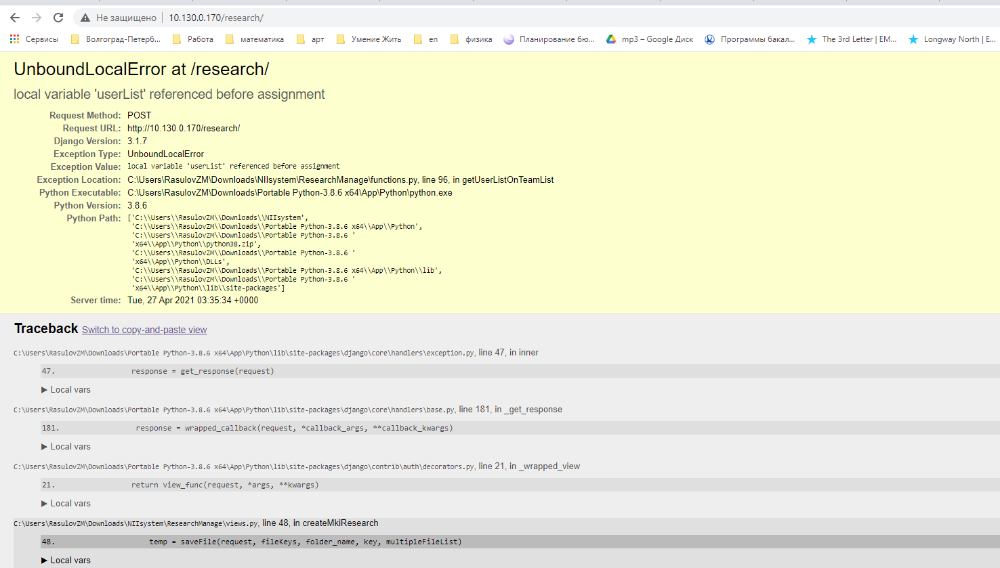 Не защищено 10.130.0.170/research/
Сервисы Волгоград-Петерб... Работа математика арт Умение Жить en физика Планирование бю... mp3 – Google Диск Программы бакал... The 3rd Letter | EM... Longway North | E...
UnboundLocalError at /research/
local variable 'userList' referenced before assignment
Request Method: POST
Request URL: http://10.130.0.170/research/
Django Version: 3.1.7
Exception Type: UnboundLocalError
Exception Value: local variable 'userList' referenced before assignment
Exception Location: C:\Users\RasulovZM\Downloads\NIIsystem\ResearchManage\functions.py, line 96, in getUserListOnTeamList
Python Executable: C:\Users\RasulovZM\Downloads\Portable Python-3.8.6 x64\App\Python\python.exe
Python Version: 3.8.6
Python Path: ['C:\\Users\\RasulovZM\\Downloads\\NIIsystem',
'C:\\Users\\RasulovZM\\Downloads\\Portable Python-3.8.6 x64\\App\\Python',
'C:\\Users\\RasulovZM\\Downloads\\Portable Python-3.8.6 '
'x64\\App\\Python\\python38.zip',
'C:\\Users\\RasulovZM\\Downloads\\Portable Python-3.8.6 '
'x64\\App\\Python\\DLLs',
'C:\\Users\\RasulovZM\\Downloads\\Portable Python-3.8.6 x64\\App\\Python\\lib',
'C:\\Users\\RasulovZM\\Downloads\\Portable Python-3.8.6 '
'x64\\App\\Python\\lib\\site-packages']
Server time: Tue, 27 Apr 2021 03:35:34 +0000
Traceback Switch to copy-and-paste view
C:\Users\RasulovZM\Downloads\Portable Python-3.8.6 x64\App\Python\lib\site-packages\django\core\handlers\exception.py, line 47, in inner
47. response = get_response(request)
▶ Local vars
C:\Users\RasulovZM\Downloads\Portable Python-3.8.6 x64\App\Python\lib\site-packages\django\core\handlers\base.py, line 181, in _get_response
181. response = wrapped_callback(request, *callback_args, **callback_kwargs)
▶ Local vars
C:\Users\RasulovZM\Downloads\Portable Python-3.8.6 x64\App\Python\lib\site-packages\django\contrib\auth\decorators.py, line 21, in _wrapped_view
21. return view_func(request, *args, **kwargs)
▶ Local vars
C:\Users\RasulovZM\Downloads\NIIsystem\ResearchManage\views.py, line 48, in createMkiResearch
48. temp = saveFile(request, fileKeys, folder_name, key, multipleFileList)
▶ Local vars